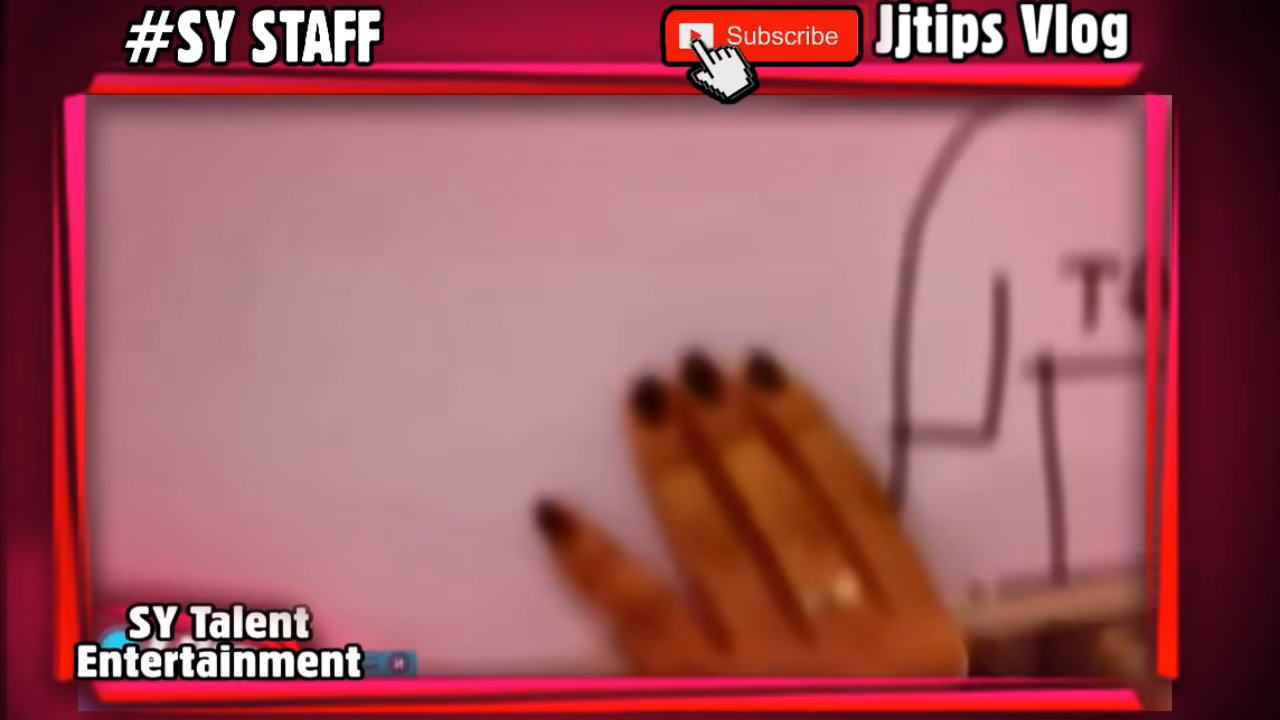 #SY STAFF
Subscribe
Jjtips Vlog
SY Talent
Entertainment